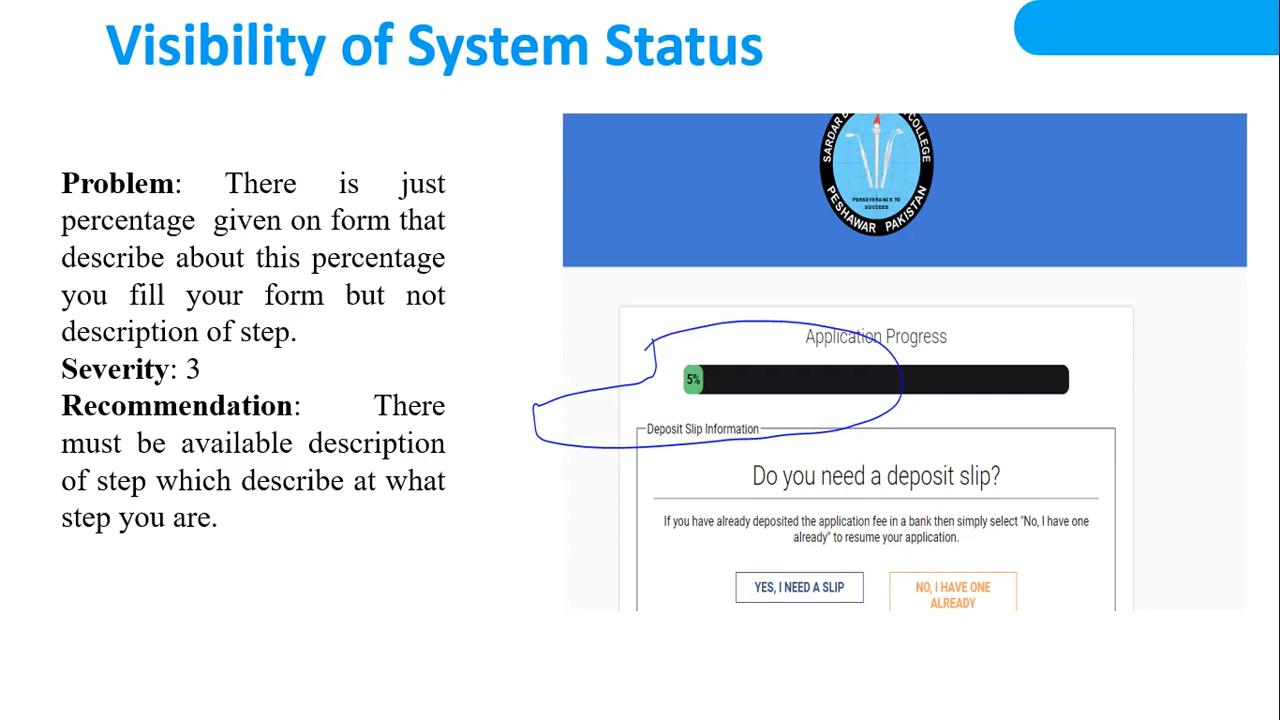 Visibility of System Status
Problem: There is just
percentage given on form that
describe about this percentage
you fill your form but not
description of step.
Severity: 3
Recommendation: There
must be available description
of step which describe at what
step you are.
SARDAR COLLEGE
PERSEVERANCE TO
SUCCEED
PESHAWAR PAKISTAN
Application Progress
5%
Deposit Slip Information
Do you need a deposit slip?
If you have already deposited the application fee in a bank then simply select "No, I have one
already" to resume your application.
YES, I NEED A SLIP
NO, I HAVE ONE
ALREADY